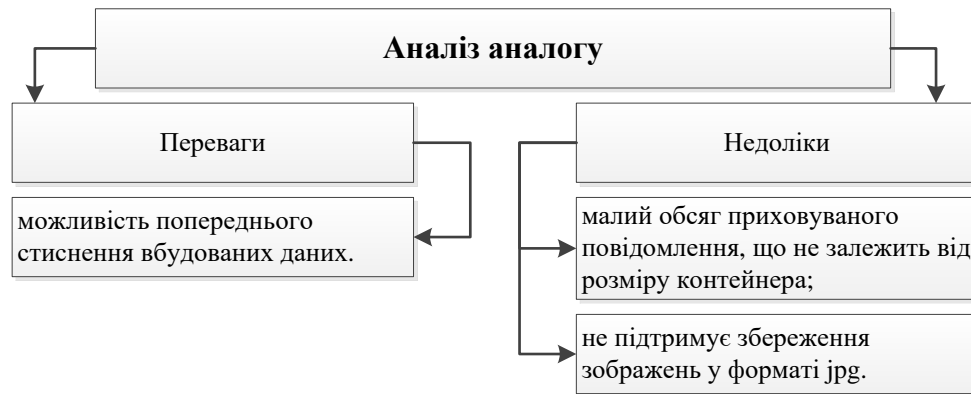 Аналіз аналогу
Переваги
можливість попереднього
стиснення вбудованих даних.
Недоліки
малий обсяг приховуваного
повідомлення, що не залежить від
розміру контейнера;
не підтримує збереження
зображень у форматі jpg.